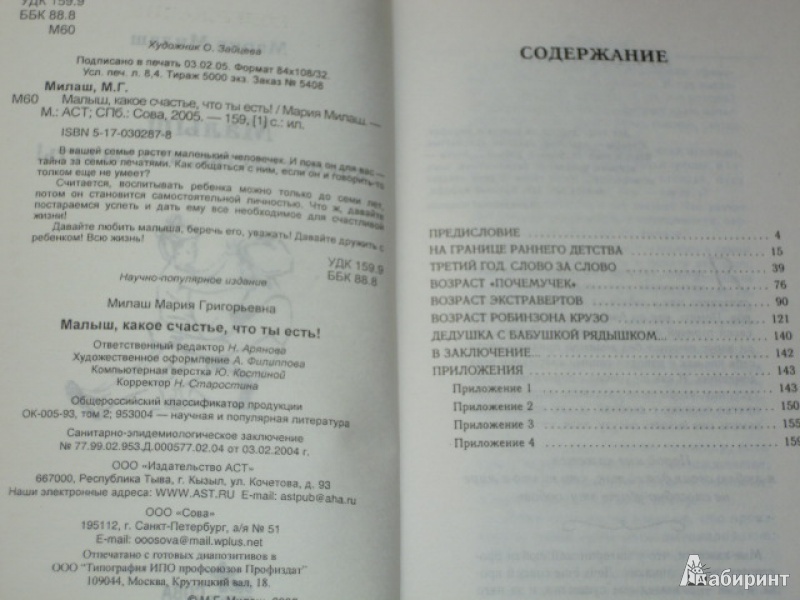 УДК 159.9
ББК 88.8
М60
Художник О. Зайцева
Подписано в печать 03.02.05. Формат 84х108/32.
Усл. печ. л. 8,4. Тираж 5000 экз. Заказ № 5408
Милаш, М.Г.
М60 Малыш, какое счастье, что ты есть! / Мария Милаш. —
М.: АСТ; СПб.: Сова, 2005. — 159, [1] с.: ил.
ISBN 5-17-030287-8
В вашей семье растет маленький человечек. И пока он для вас —
тайна за семью печатями. Как общаться с ним, если он и говорить-то
толком еще не умеет?
Считается, воспитывать ребенка можно только до семи лет,
потом он становится самостоятельной личностью. Что ж, давайте
постараемся успеть и дать ему все необходимое для счастливой
жизни!
Давайте любить малыша, беречь его, уважать! Давайте дружить с
ребенком! Всю жизнь!
УДК 159.9
ББК 88.8
Научно-популярное издание
Милаш Мария Григорьевна
Малыш, какое счастье, что ты есть!
Ответственный редактор Н. Арянова
Художественное оформление А. Филиппова
Компьютерная верстка Ю. Костиной
Корректор Н. Старостина
Общероссийский классификатор продукции
ОК-005-93, том 2; 953004 — научная и популярная литература
Санитарно-эпидемиологическое заключение
№ 77.99.02.953.Д.000577.02.04 от 03.02.2004 г.
ООО «Издательство АСТ»
667000, Республика Тыва, г. Кызыл, ул. Кочетова, д. 93
Наши электронные адреса: WWW.AST.RU E-mail: astpub@aha.ru
ООО «Сова»
195112, г. Санкт-Петербург, а/я № 51
E-mail: ooosova@mail.wplus.net
Отпечатано с готовых диапозитивов в
ООО "Типография ИПО профсоюзов Профиздат"
109044, Москва, Крутицкий вал, 18.
СОДЕРЖАНИЕ
ПРЕДИСЛОВИЕ 4
НА ГРАНИЦЕ РАННЕГО ДЕТСТВА 15
ТРЕТИЙ ГОД. СЛОВО ЗА СЛОВО 39
ВОЗРАСТ «ПОЧЕМУЧЕК» 76
ВОЗРАСТ ЭКСТРАВЕРТОВ 90
ВОЗРАСТ РОБИНЗОНА КРУЗО 121
ДЕДУШКА С БАБУШКОЙ РЯДЫШКОМ... 140
В ЗАКЛЮЧЕНИЕ... 142
ПРИЛОЖЕНИЯ 143
Приложение 1 143
Приложение 2 150
Приложение 3 155
Приложение 4 159
Лабиринт